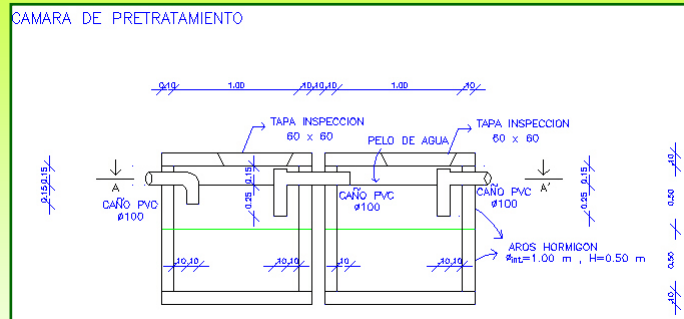 CAMARA DE PRETRATAMIENTO
0.10 1.00 .10 .10 .10 1.00 .10
TAPA INSPECCION
60 x 60
PELO DE AGUA
TAPA INSPECCION
60 x 60
0.15
0.15
A
CAÑO PVC
ø100
0.15
0.25
CAÑO PVC
ø100
CAÑO PVC
ø100
A'
0.15
0.25
.10
0.50
0.50
.10
AROS HORMIGON
øint.=1.00 m , H=0.50 m
.10 .10 .10 .10 .10 .10 .10 .10